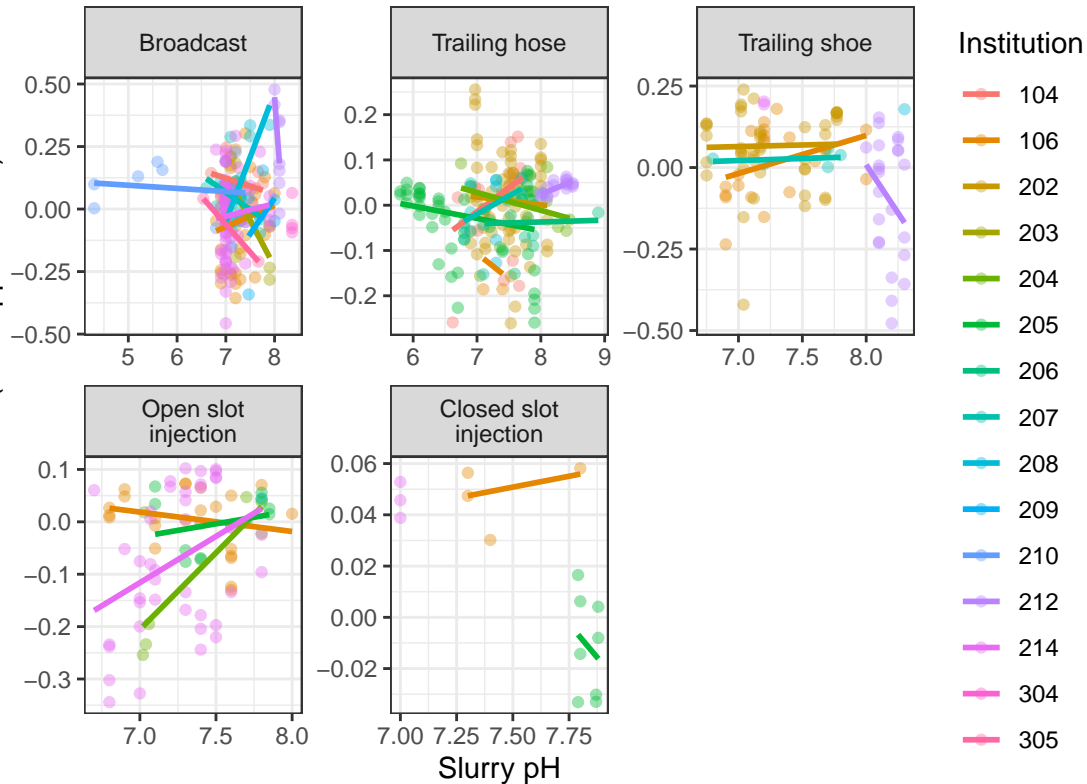 Broadcast
Trailing hose
Trailing shoe
Institution
0.50
0.25
0.00
−0.25
−0.50
5 6 7 8
0.2
0.1
0.0
−0.1
−0.2
6 7 8 9
0.25
0.00
−0.25
−0.50
7.0 7.5 8.0
Open slot
injection
Closed slot
injection
0.1
0.0
−0.1
−0.2
−0.3
7.0 7.5 8.0
0.06
0.04
0.02
0.00
−0.02
7.00 7.25 7.50 7.75
Slurry pH
104
106
202
203
204
205
206
207
208
209
210
212
214
304
305